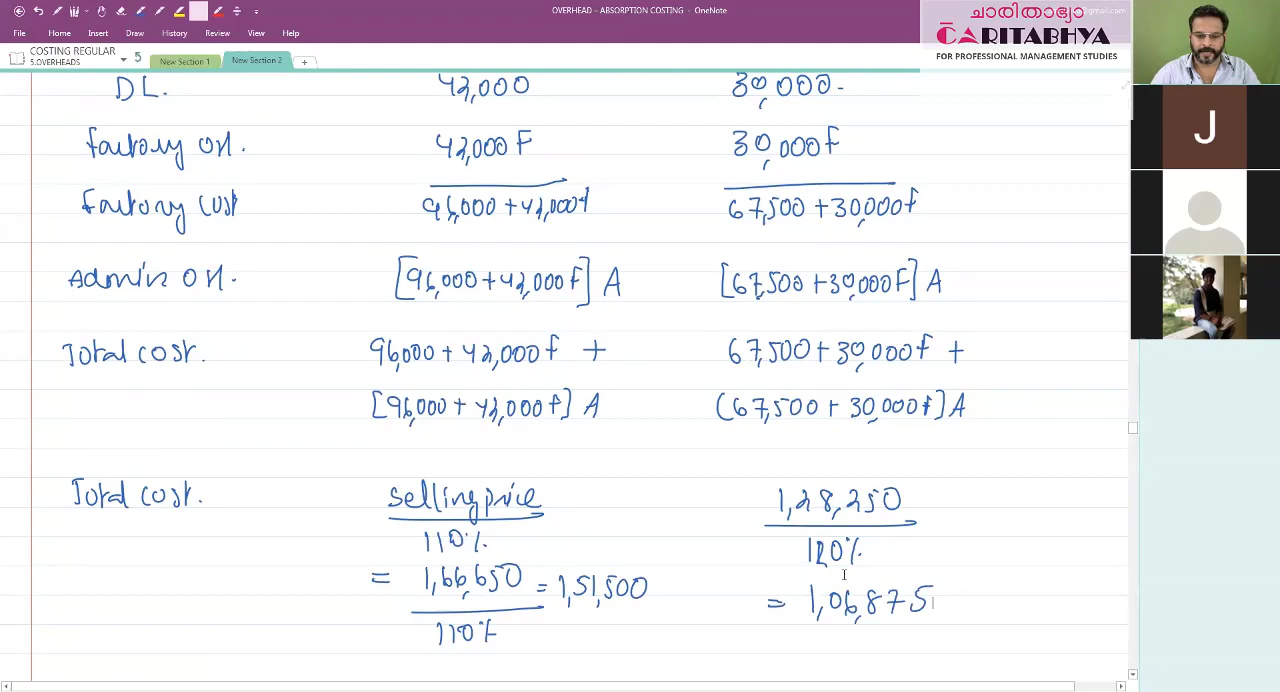 OVERHEAD – ABSORPTION COSTING - OneNote
File Home Insert Draw History Review View Help
ചാരിതാഭ്യാ
CARITABHYA
FOR PROFESSIONAL MANAGEMENT STUDIES
COSTING REGULAR
5.OVERHEADS
5
New Section 1 New Section 2 +
J
DL. 42,000 30,000-
Factory OH. 42,000 F 30,000 F
Factory Cost 96,000 + 42,000 f 67,500 + 30,000 f
Admin OH. [96,000 + 42,000 F] A [67,500 + 30,000 F] A
Total cost. 96,000 + 42,000 f + 67,500 + 30,000 f +
[96,000 + 42,000 f] A (67,500 + 30,000 f] A
Total cost. selling price 1,28,250
110% 120%
= 1,66,650 = 1,51,500 = 1,06,875
110%